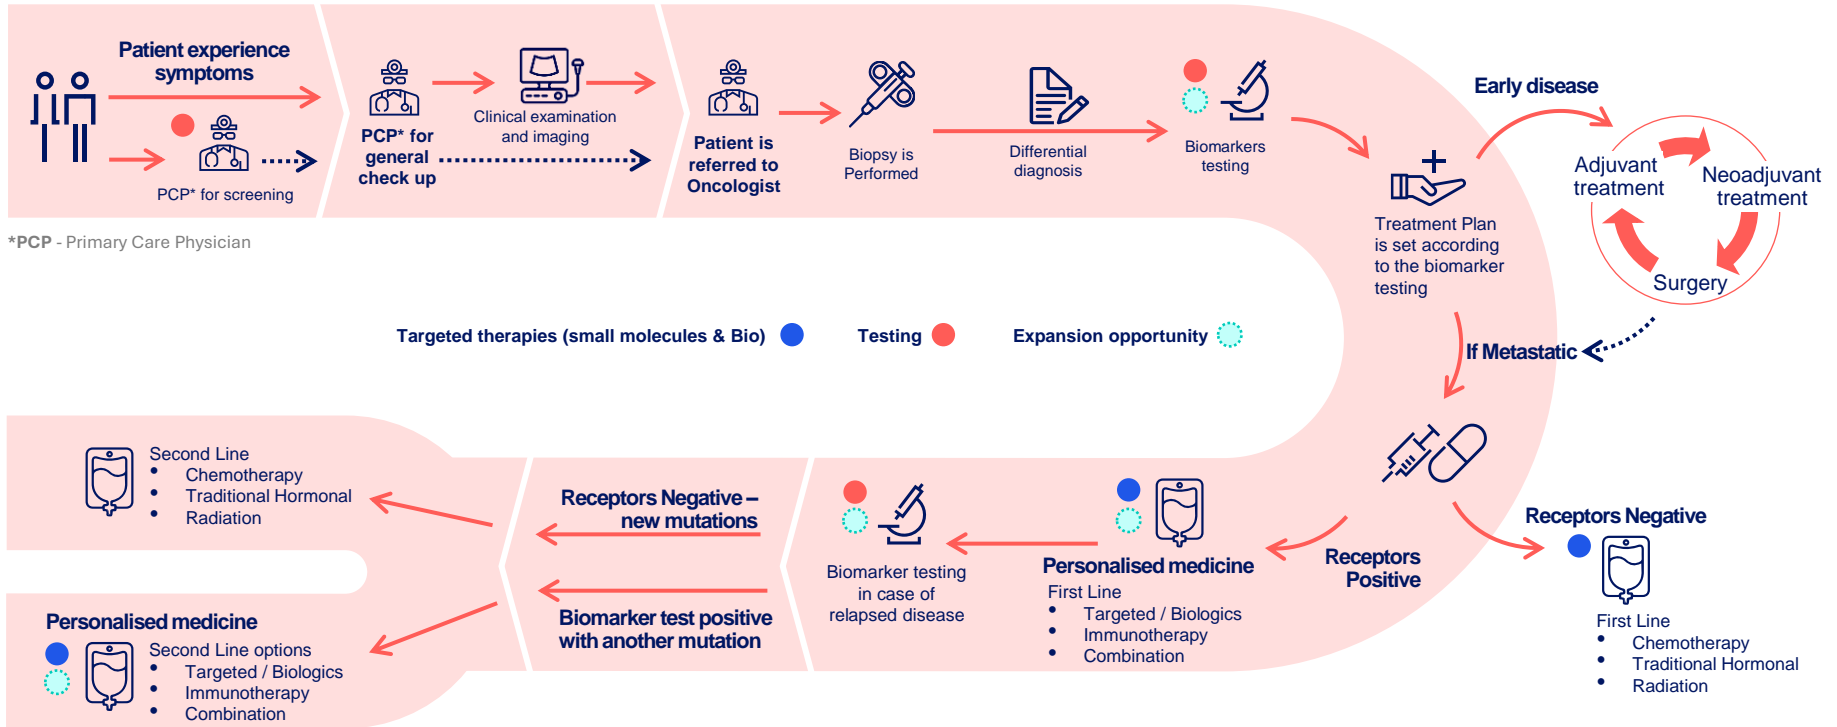 Patient experience
symptoms
PCP* for screening
PCP* for
general
check up
Clinical examination
and imaging
Patient is
referred to
Oncologist
Biopsy is
Performed
Differential
diagnosis
Biomarkers
testing
Treatment Plan
is set according
to the biomarker
testing
Early disease
Adjuvant
treatment
Neoadjuvant
treatment
Surgery
*PCP - Primary Care Physician
Targeted therapies (small molecules & Bio)
Testing
Expansion opportunity
If Metastatic
Receptors Negative
First Line
• Chemotherapy
• Traditional Hormonal
• Radiation
Receptors
Positive
Personalised medicine
First Line
• Targeted / Biologics
• Immunotherapy
• Combination
Biomarker testing
in case of
relapsed disease
Receptors Negative –
new mutations
Biomarker test positive
with another mutation
Second Line
• Chemotherapy
• Traditional Hormonal
• Radiation
Personalised medicine
Second Line options
• Targeted / Biologics
• Immunotherapy
• Combination